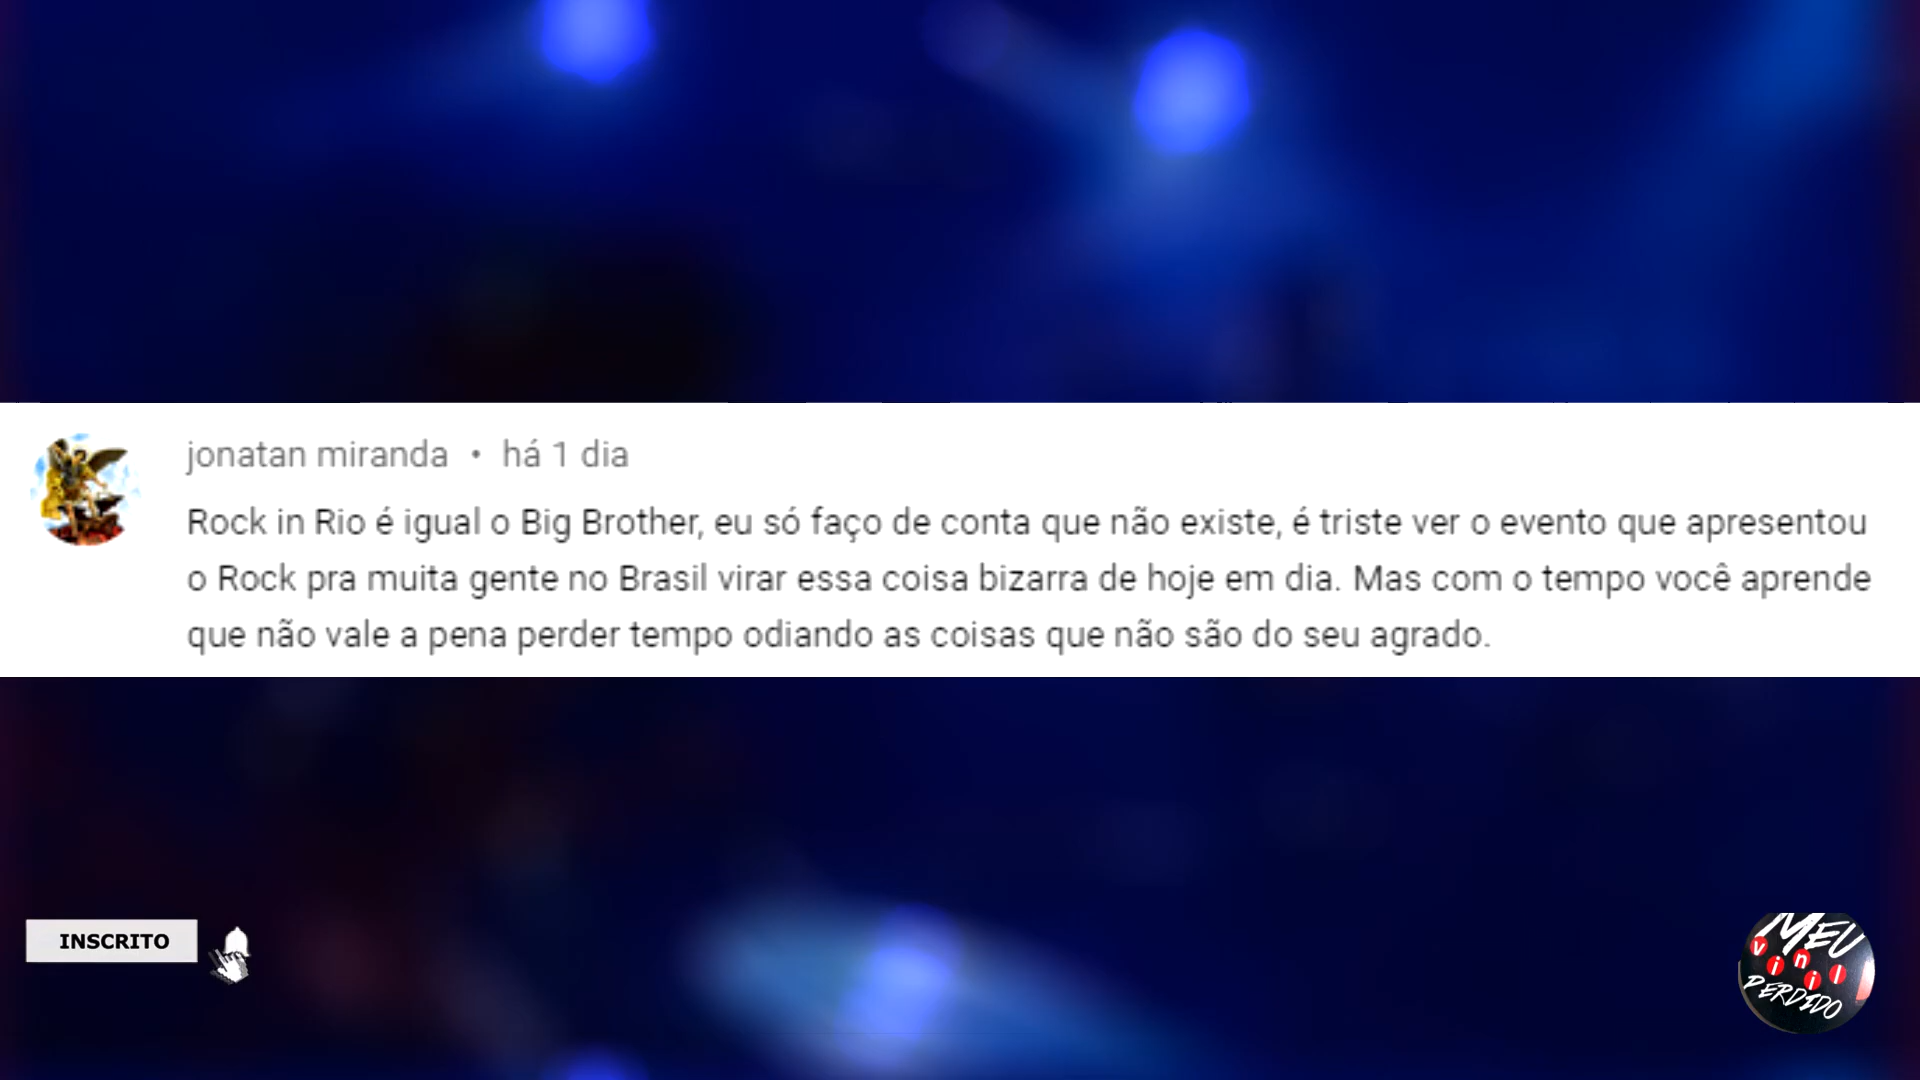 jonatan miranda • há 1 dia
Rock in Rio é igual o Big Brother, eu só faço de conta que não existe, é triste ver o evento que apresentou
o Rock pra muita gente no Brasil virar essa coisa bizarra de hoje em dia. Mas com o tempo você aprende
que não vale a pena perder tempo odiando as coisas que não são do seu agrado.
INSCRITO
MEU
vinil
PERDIDO